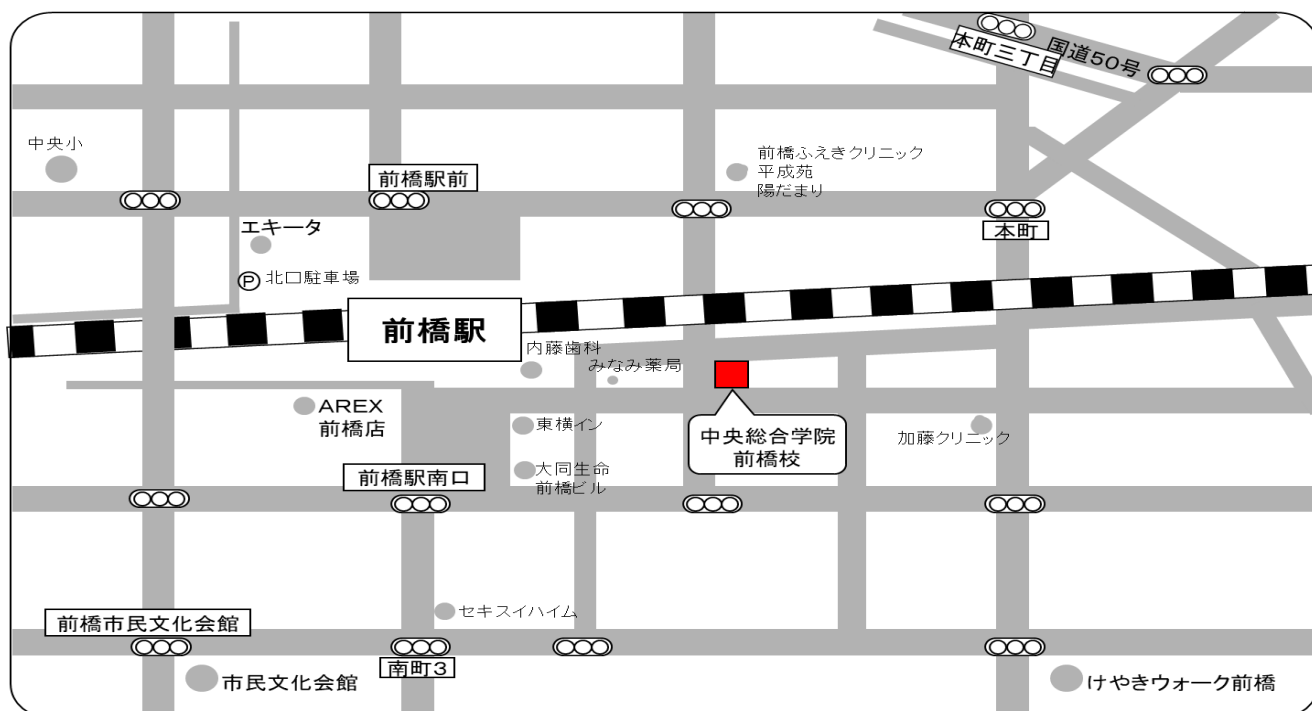 本町三丁目
国道50号
中央小
前橋駅前
前橋ふえきクリニック
平成苑
陽だまり
エキータ
本町
P 北口駐車場
前橋駅
内藤歯科
みなみ薬局
AREX
前橋店
東横イン
中央総合学院
前橋校
加藤クリニック
前橋駅南口
大同生命
前橋ビル
セキスイハイム
前橋市民文化会館
南町3
市民文化会館
けやきウォーク前橋